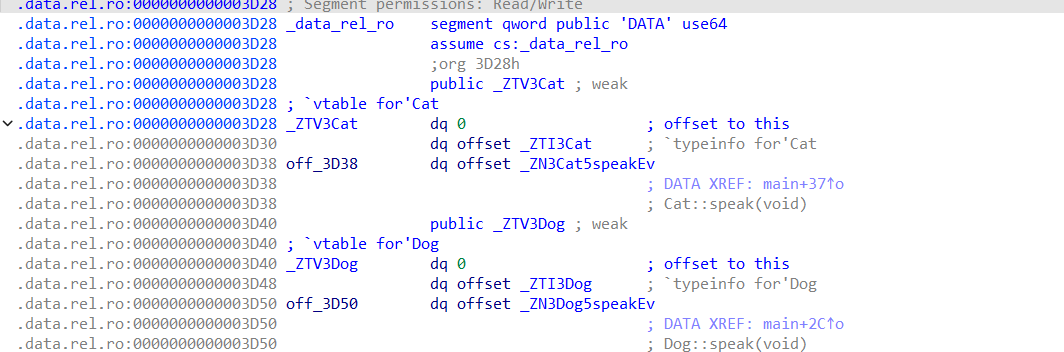 .data.rel.ro:0000000000003D28 ; Segment permissions: Read/Write
.data.rel.ro:0000000000003D28 _data_rel_ro segment qword public 'DATA' use64
.data.rel.ro:0000000000003D28 assume cs:_data_rel_ro
.data.rel.ro:0000000000003D28 ;org 3D28h
.data.rel.ro:0000000000003D28 public _ZTV3Cat ; weak
.data.rel.ro:0000000000003D28 ; `vtable for'Cat
.data.rel.ro:0000000000003D28 _ZTV3Cat dq 0 ; offset to this
.data.rel.ro:0000000000003D30 dq offset _ZTI3Cat ; `typeinfo for'Cat
.data.rel.ro:0000000000003D38 off_3D38 dq offset _ZN3Cat5speakEv
.data.rel.ro:0000000000003D38 ; DATA XREF: main+37↑o
.data.rel.ro:0000000000003D38 ; Cat::speak(void)
.data.rel.ro:0000000000003D40 public _ZTV3Dog ; weak
.data.rel.ro:0000000000003D40 ; `vtable for'Dog
.data.rel.ro:0000000000003D40 _ZTV3Dog dq 0 ; offset to this
.data.rel.ro:0000000000003D48 dq offset _ZTI3Dog ; `typeinfo for'Dog
.data.rel.ro:0000000000003D50 off_3D50 dq offset _ZN3Dog5speakEv
.data.rel.ro:0000000000003D50 ; DATA XREF: main+2C↑o
.data.rel.ro:0000000000003D50 ; Dog::speak(void)